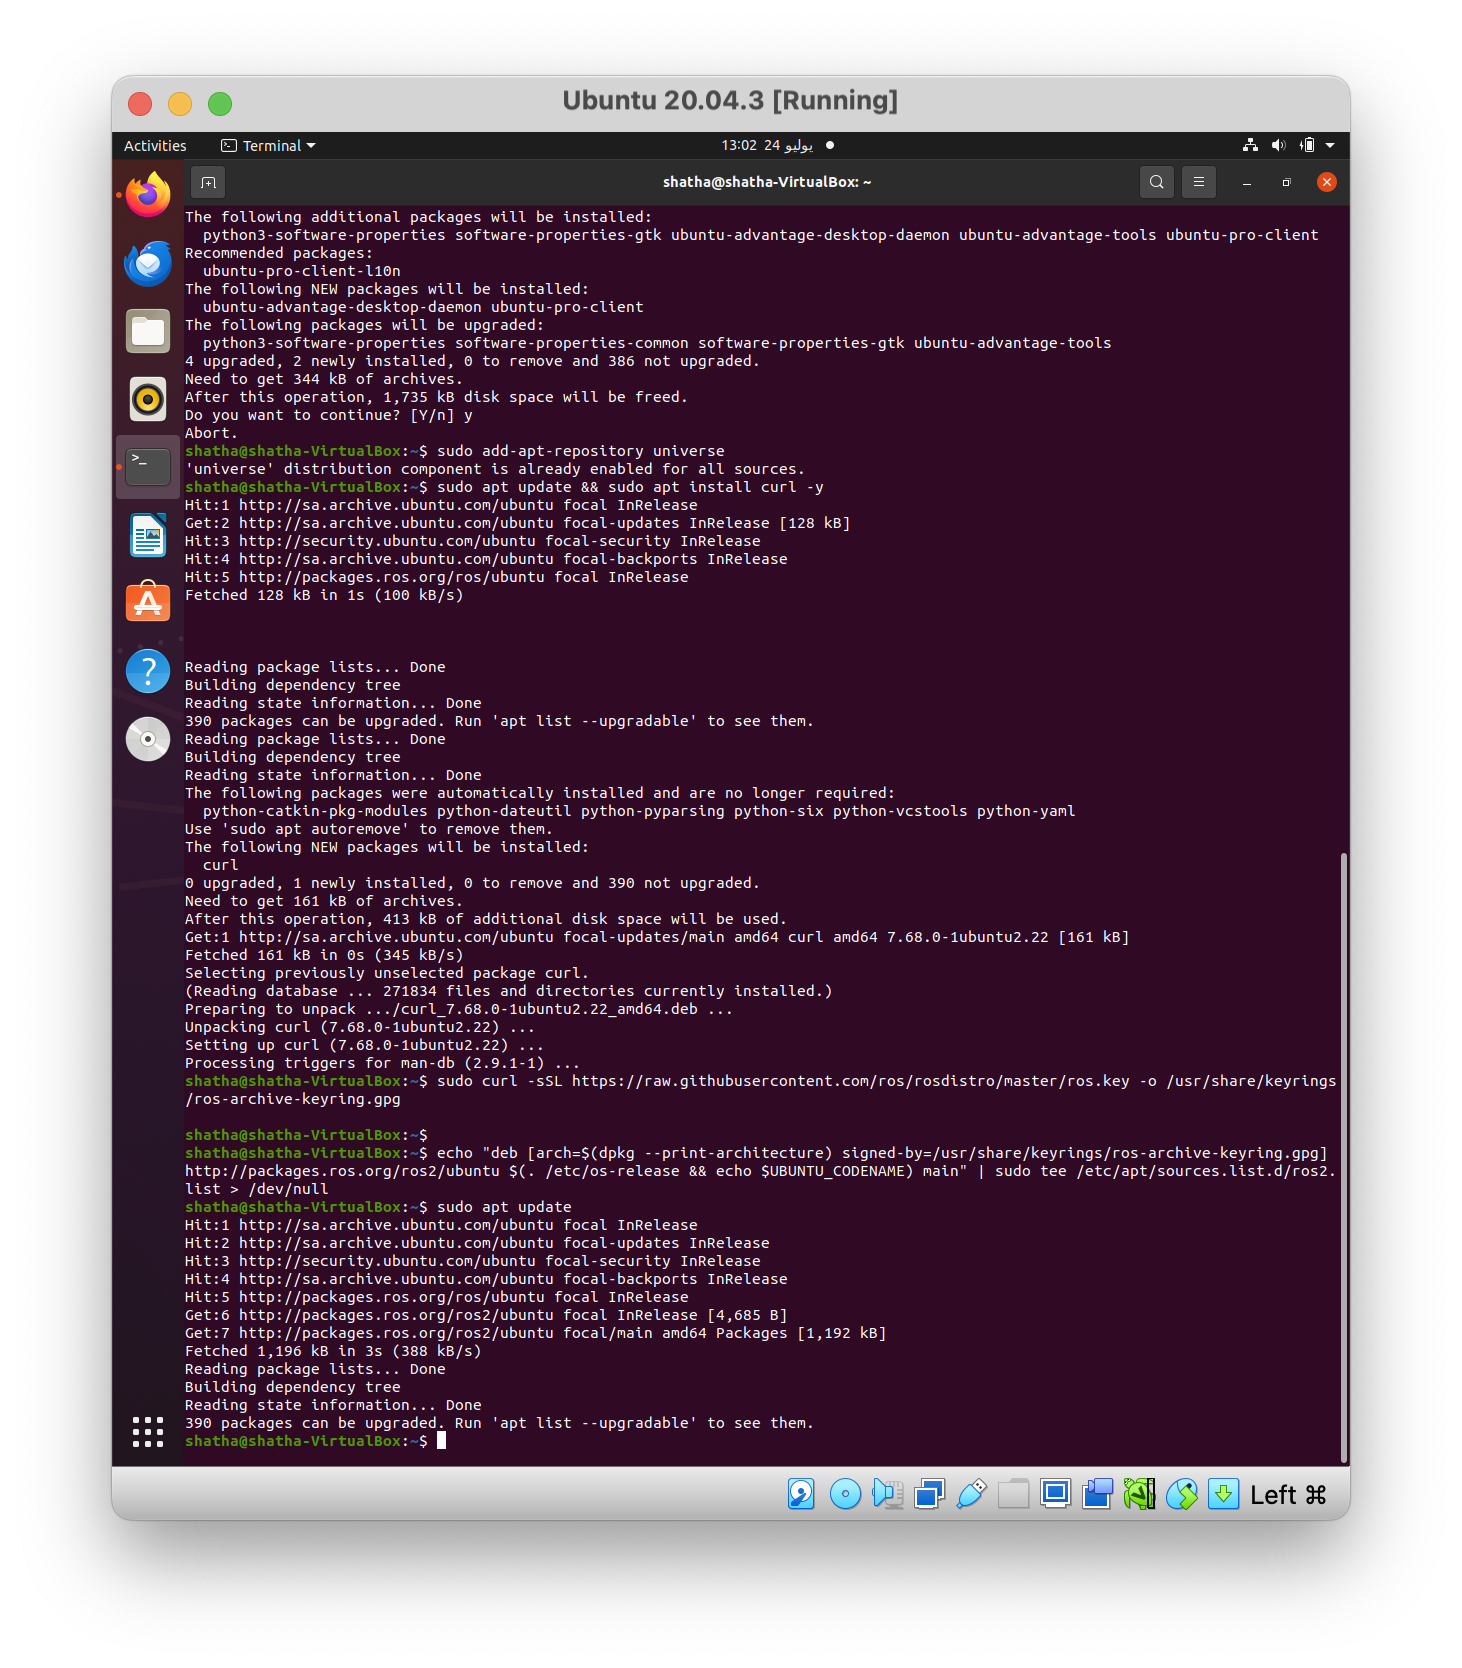 Ubuntu 20.04.3 [Running]
Activities
Terminal
13:02 24 يوليو
shatha@shatha-VirtualBox: ~
The following additional packages will be installed:
  python3-software-properties software-properties-gtk ubuntu-advantage-desktop-daemon ubuntu-advantage-tools ubuntu-pro-client
Recommended packages:
  ubuntu-pro-client-l10n
The following NEW packages will be installed:
  ubuntu-advantage-desktop-daemon ubuntu-pro-client
The following packages will be upgraded:
  python3-software-properties software-properties-common software-properties-gtk ubuntu-advantage-tools
4 upgraded, 2 newly installed, 0 to remove and 386 not upgraded.
Need to get 344 kB of archives.
After this operation, 1,735 kB disk space will be freed.
Do you want to continue? [Y/n] y
Abort.
shatha@shatha-VirtualBox:~$ sudo add-apt-repository universe
'universe' distribution component is already enabled for all sources.
shatha@shatha-VirtualBox:~$ sudo apt update && sudo apt install curl -y
Hit:1 http://sa.archive.ubuntu.com/ubuntu focal InRelease
Get:2 http://sa.archive.ubuntu.com/ubuntu focal-updates InRelease [128 kB]
Hit:3 http://security.ubuntu.com/ubuntu focal-security InRelease
Hit:4 http://sa.archive.ubuntu.com/ubuntu focal-backports InRelease
Hit:5 http://packages.ros.org/ros/ubuntu focal InRelease
Fetched 128 kB in 1s (100 kB/s)
Reading package lists... Done
Building dependency tree
Reading state information... Done
390 packages can be upgraded. Run 'apt list --upgradable' to see them.
Reading package lists... Done
Building dependency tree
Reading state information... Done
The following packages were automatically installed and are no longer required:
  python-catkin-pkg-modules python-dateutil python-pyparsing python-six python-vcstools python-yaml
Use 'sudo apt autoremove' to remove them.
The following NEW packages will be installed:
  curl
0 upgraded, 1 newly installed, 0 to remove and 390 not upgraded.
Need to get 161 kB of archives.
After this operation, 413 kB of additional disk space will be used.
Get:1 http://sa.archive.ubuntu.com/ubuntu focal-updates/main amd64 curl amd64 7.68.0-1ubuntu2.22 [161 kB]
Fetched 161 kB in 0s (345 kB/s)
Selecting previously unselected package curl.
(Reading database ... 271834 files and directories currently installed.)
Preparing to unpack .../curl_7.68.0-1ubuntu2.22_amd64.deb ...
Unpacking curl (7.68.0-1ubuntu2.22) ...
Setting up curl (7.68.0-1ubuntu2.22) ...
Processing triggers for man-db (2.9.1-1) ...
shatha@shatha-VirtualBox:~$ sudo curl -sSL https://raw.githubusercontent.com/ros/rosdistro/master/ros.key -o /usr/share/keyrings
/ros-archive-keyring.gpg
shatha@shatha-VirtualBox:~$
shatha@shatha-VirtualBox:~$ echo "deb [arch=$(dpkg --print-architecture) signed-by=/usr/share/keyrings/ros-archive-keyring.gpg]
http://packages.ros.org/ros2/ubuntu $(. /etc/os-release && echo $UBUNTU_CODENAME) main" | sudo tee /etc/apt/sources.list.d/ros2.
list > /dev/null
shatha@shatha-VirtualBox:~$ sudo apt update
Hit:1 http://sa.archive.ubuntu.com/ubuntu focal InRelease
Hit:2 http://sa.archive.ubuntu.com/ubuntu focal-updates InRelease
Hit:3 http://security.ubuntu.com/ubuntu focal-security InRelease
Hit:4 http://sa.archive.ubuntu.com/ubuntu focal-backports InRelease
Hit:5 http://packages.ros.org/ros/ubuntu focal InRelease
Get:6 http://packages.ros.org/ros2/ubuntu focal InRelease [4,685 B]
Get:7 http://packages.ros.org/ros2/ubuntu focal/main amd64 Packages [1,192 kB]
Fetched 1,196 kB in 3s (388 kB/s)
Reading package lists... Done
Building dependency tree
Reading state information... Done
390 packages can be upgraded. Run 'apt list --upgradable' to see them.
shatha@shatha-VirtualBox:~$
Left ⌘